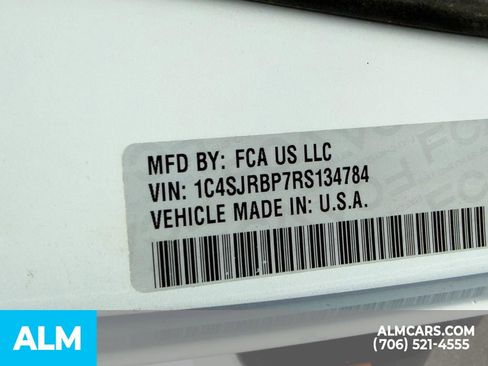 MFD BY: FCA US LLC
VIN: 1C4SJRBP7RS134784
VEHICLE MADE IN: U.S.A.
ALM
ALMCARS.COM
(706) 521-4555